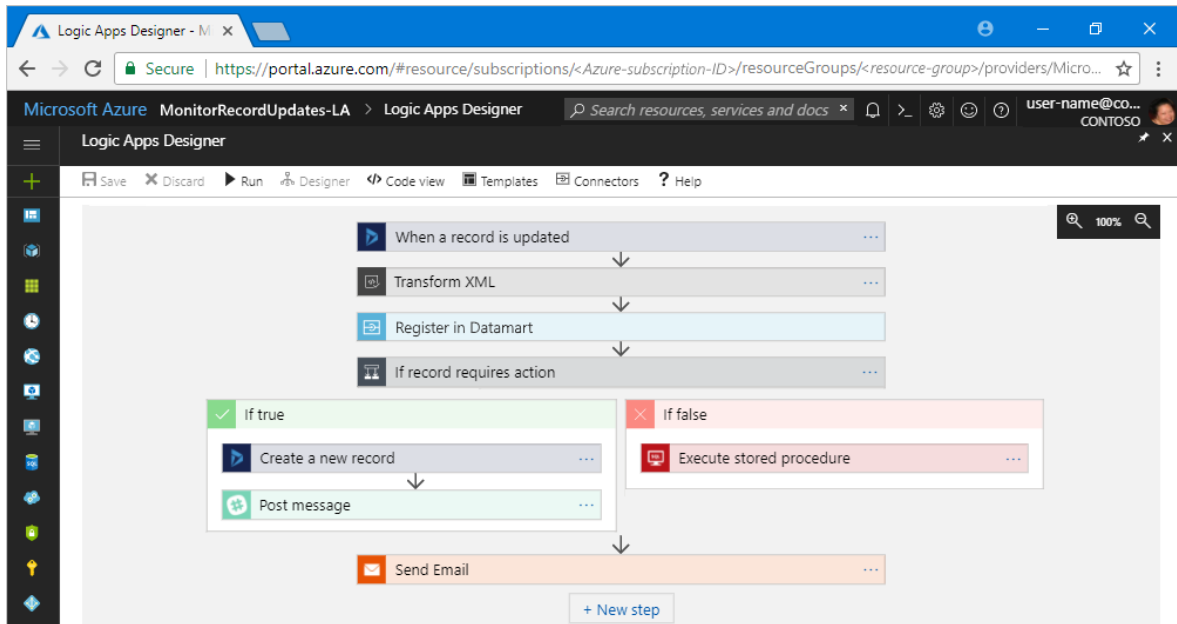 Logic Apps Designer - M
Secure | https://portal.azure.com/#resource/subscriptions/<Azure-subscription-ID>/resourceGroups/<resource-group>/providers/Micro...
Microsoft Azure MonitorRecordUpdates-LA > Logic Apps Designer Search resources, services and docs user-name@co...
CONTOSO
Logic Apps Designer
Save Discard Run Designer Code view Templates Connectors Help
100%
When a record is updated
Transform XML
Register in Datamart
If record requires action
If true
If false
Create a new record
Execute stored procedure
Post message
Send Email
+ New step